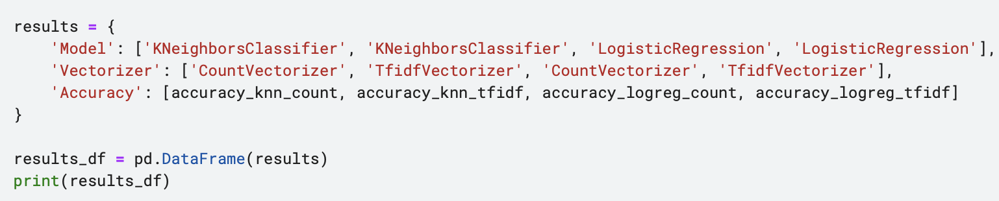 results = {
    'Model': ['KNeighborsClassifier', 'KNeighborsClassifier', 'LogisticRegression', 'LogisticRegression'],
    'Vectorizer': ['CountVectorizer', 'TfidfVectorizer', 'CountVectorizer', 'TfidfVectorizer'],
    'Accuracy': [accuracy_knn_count, accuracy_knn_tfidf, accuracy_logreg_count, accuracy_logreg_tfidf]
}
results_df = pd.DataFrame(results)
print(results_df)